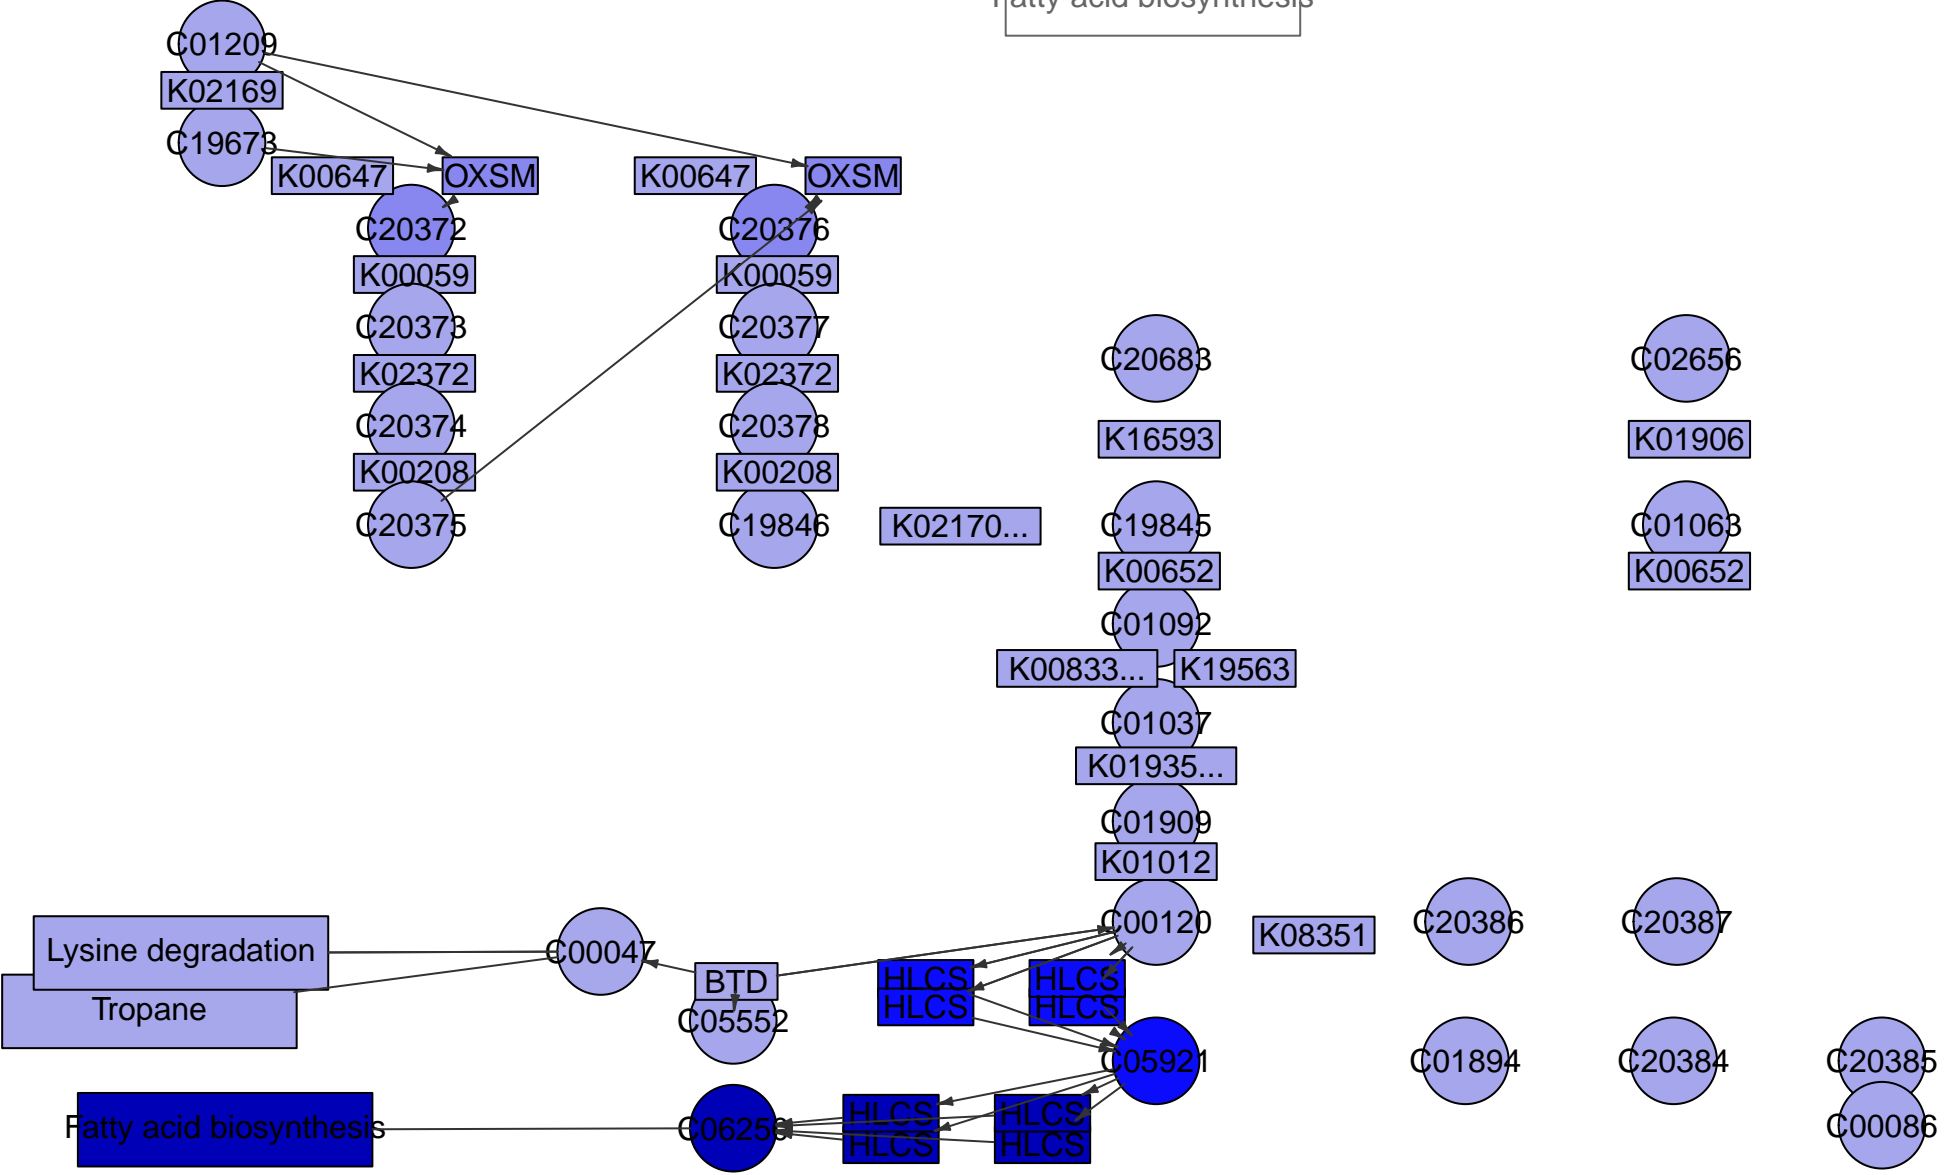 Fatty acid biosynthesis
C01209
K02169
C19673
K00647
OXSM
K00647
OXSM
C20372
C20376
K00059
K00059
C20373
C20377
C20683
C02656
K02372
K02372
C20374
C20378
K16593
K01906
K00208
K00208
C20375
C19846
K02170...
C19845
C01063
K00652
K00652
C01092
K00833...
K19563
C01037
K01935...
C01909
K01012
C00120
K08351
C20386
C20387
Lysine degradation
C00047
BTD
HLCS
HLCS
Tropane
C05552
HLCS
HLCS
C05921
C01894
C20384
C20385
Fatty acid biosynthesis
C06250
HLCS
HLCS
C00086
HLCS
HLCS